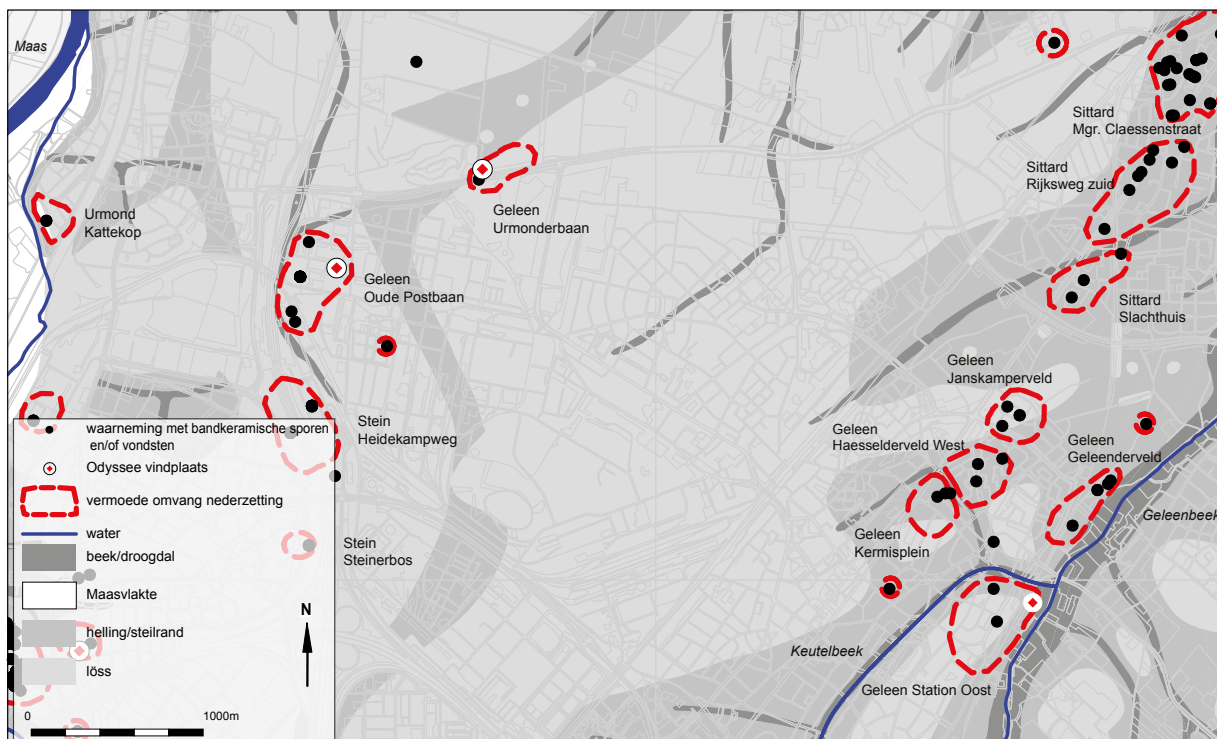 Maas
Sittard
Mgr. Claessenstraat
Sittard
Rijksweg zuid
Urmond
Kattekop
Geleen
Urmonderbaan
Geleen
Oude Postbaan
Sittard
Slachthuis
Geleen
Janskamperveld
Stein
Heidekampweg
Geleen
Haesselderveld West
Geleen
Geleenderveld
Geleenbeek
Geleen
Kermisplein
Stein
Steinerbos
Keutelbeek
Geleen Station Oost
waarneming met bandkeramische sporen
en/of vondsten
Odyssee vindplaats
vermoede omvang nederzetting
water
beek/droogdal
Maasvlakte
helling/steilrand
löss
N
0 1000m